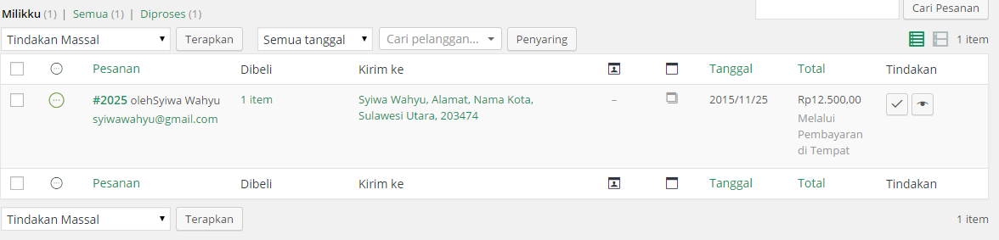 Milikku (1) | Semua (1) | Diproses (1)
Cari Pesanan
Tindakan Massal Terapkan Semua tanggal Cari pelanggan... Penyaring 1 item
Pesanan Dibeli Kirim ke Tanggal Total Tindakan
#2025 olehSyiwa Wahyu 1 item Syiwa Wahyu, Alamat, Nama Kota, – 2015/11/25 Rp12.500,00
syiwawahyu@gmail.com Sulawesi Utara, 203474 Melalui
Pembayaran
di Tempat
Pesanan Dibeli Kirim ke Tanggal Total Tindakan
Tindakan Massal Terapkan 1 item